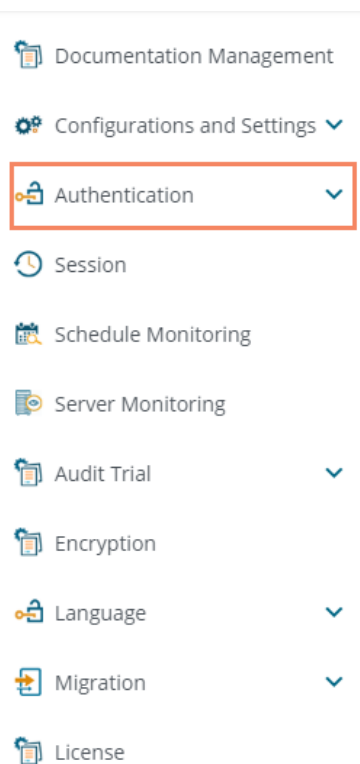 Documentation Management
Configurations and Settings
Authentication
Session
Schedule Monitoring
Server Monitoring
Audit Trial
Encryption
Language
Migration
License